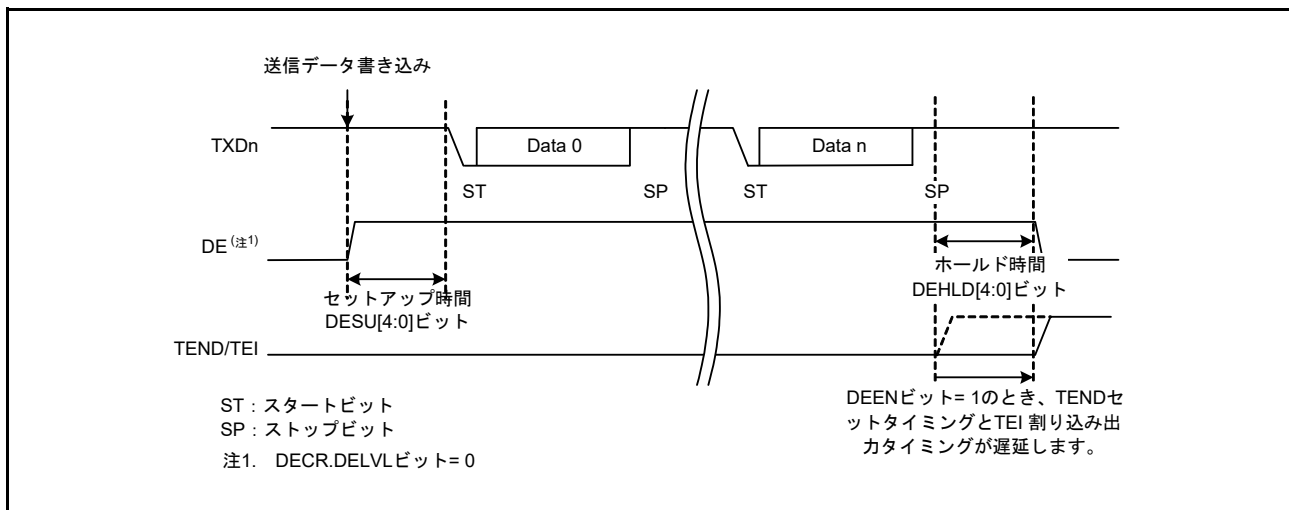 送信データ書き込み
TXDn
Data 0
Data n
ST
SP
ST
SP
DE(注1)
セットアップ時間
DESU[4:0]ビット
ホールド時間
DEHLD[4:0]ビット
TEND/TEI
DEENビット= 1のとき、TENDセ
ットタイミングとTEI 割り込み出
力タイミングが遅延します。
ST：スタートビット
SP：ストップビット
注1. DECR.DELVLビット= 0